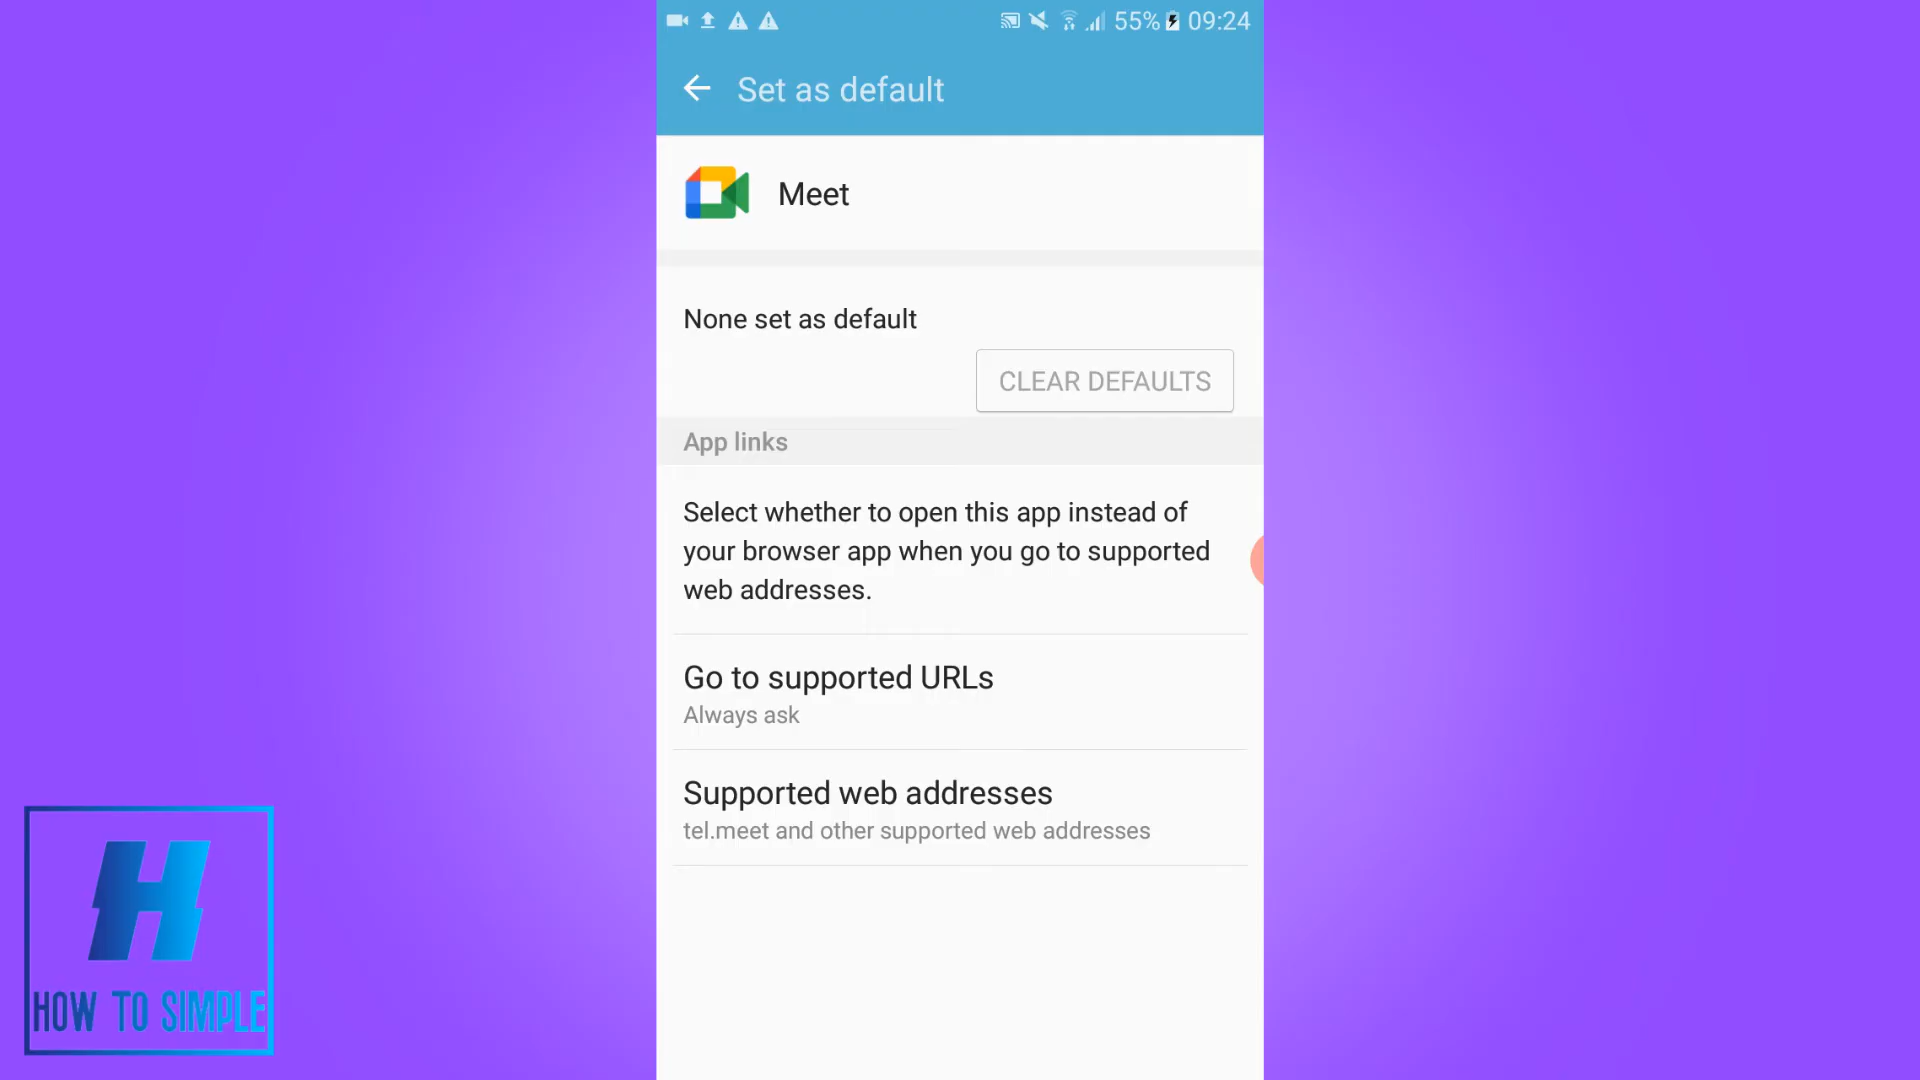 55% 09:24
Set as default
Meet
None set as default
CLEAR DEFAULTS
App links
Select whether to open this app instead of
your browser app when you go to supported
web addresses.
Go to supported URLs
Always ask
Supported web addresses
tel.meet and other supported web addresses
H
HOW TO SIMPLE